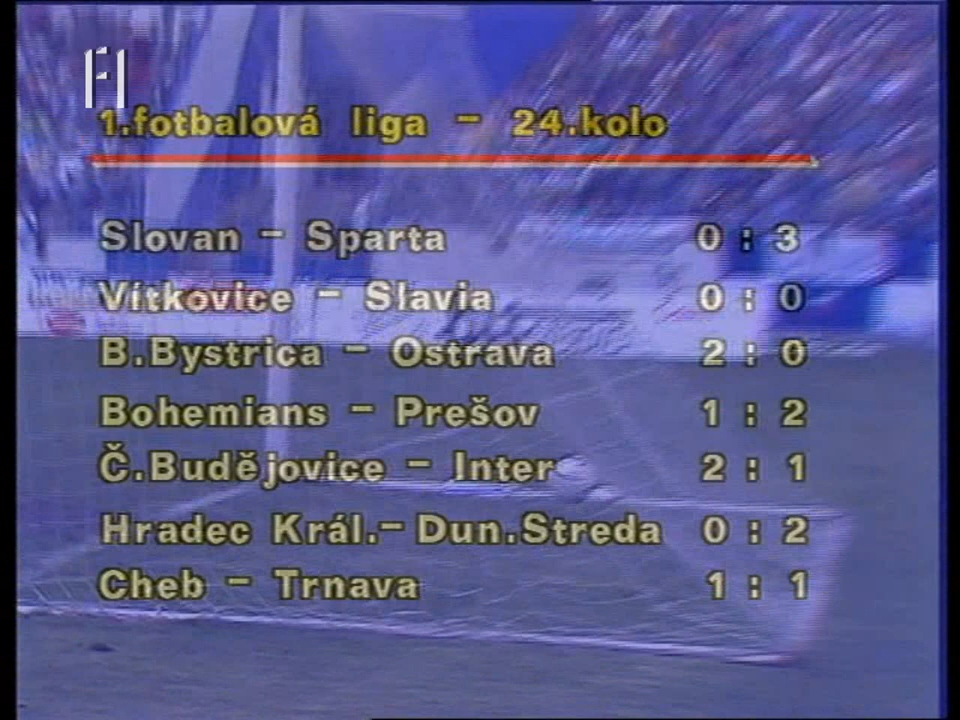 F1
1.fotbalová liga - 24.kolo
Slovan - Sparta 0 : 3
Vítkovice - Slavia 0 : 0
B.Bystrica - Ostrava 2 : 0
Bohemians - Prešov 1 : 2
Č.Budějovice - Inter 2 : 1
Hradec Král.- Dun.Streda 0 : 2
Cheb - Trnava 1 : 1